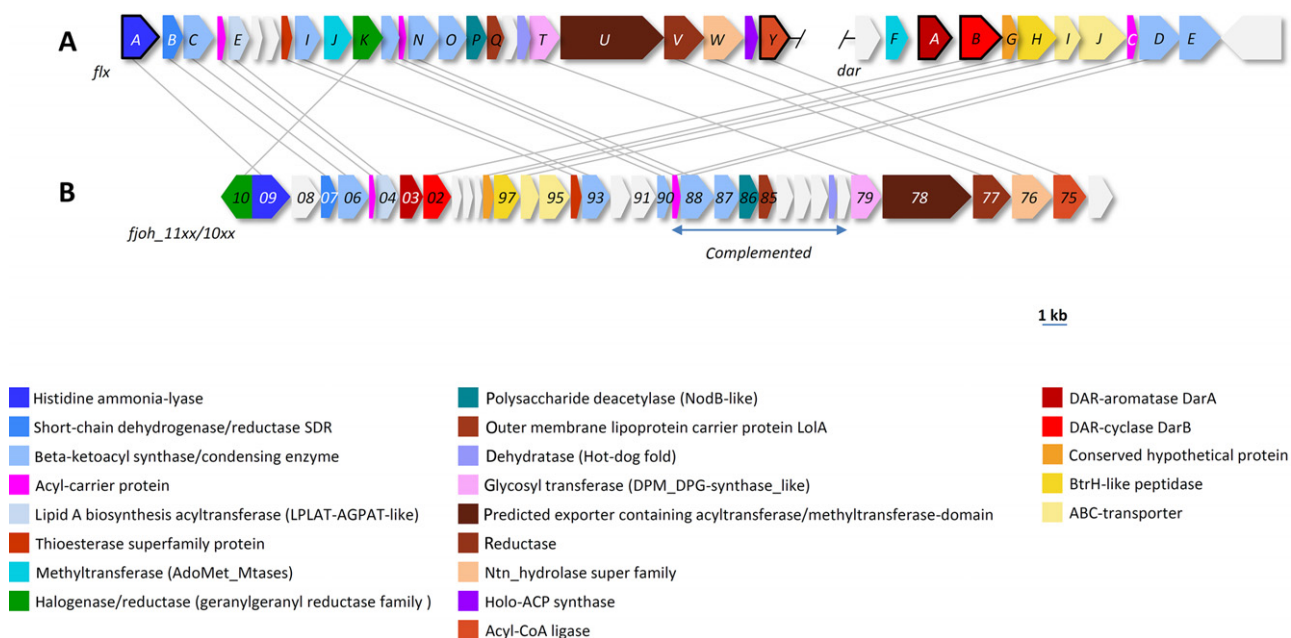 A
A B C E I J K N O P Q T U V W Y F A B G H I J C D E
flx
dar
B
10 09 08 07 06 04 03 02 97 95 93 91 90 88 87 86 85 79 78 77 76 75
fjoh_11xx/10xx
Complemented
1 kb
Histidine ammonia-lyase
Short-chain dehydrogenase/reductase SDR
Beta-ketoacyl synthase/condensing enzyme
Acyl-carrier protein
Lipid A biosynthesis acyltransferase (LPLAT-AGPAT-like)
Thioesterase superfamily protein
Methyltransferase (AdoMet_Mtases)
Halogenase/reductase (geranylgeranyl reductase family )
Polysaccharide deacetylase (NodB-like)
Outer membrane lipoprotein carrier protein LolA
Dehydratase (Hot-dog fold)
Glycosyl transferase (DPM_DPG-synthase_like)
Predicted exporter containing acyltransferase/methyltransferase-domain
Reductase
Ntn_hydrolase super family
Holo-ACP synthase
Acyl-CoA ligase
DAR-aromatase DarA
DAR-cyclase DarB
Conserved hypothetical protein
BtrH-like peptidase
ABC-transporter